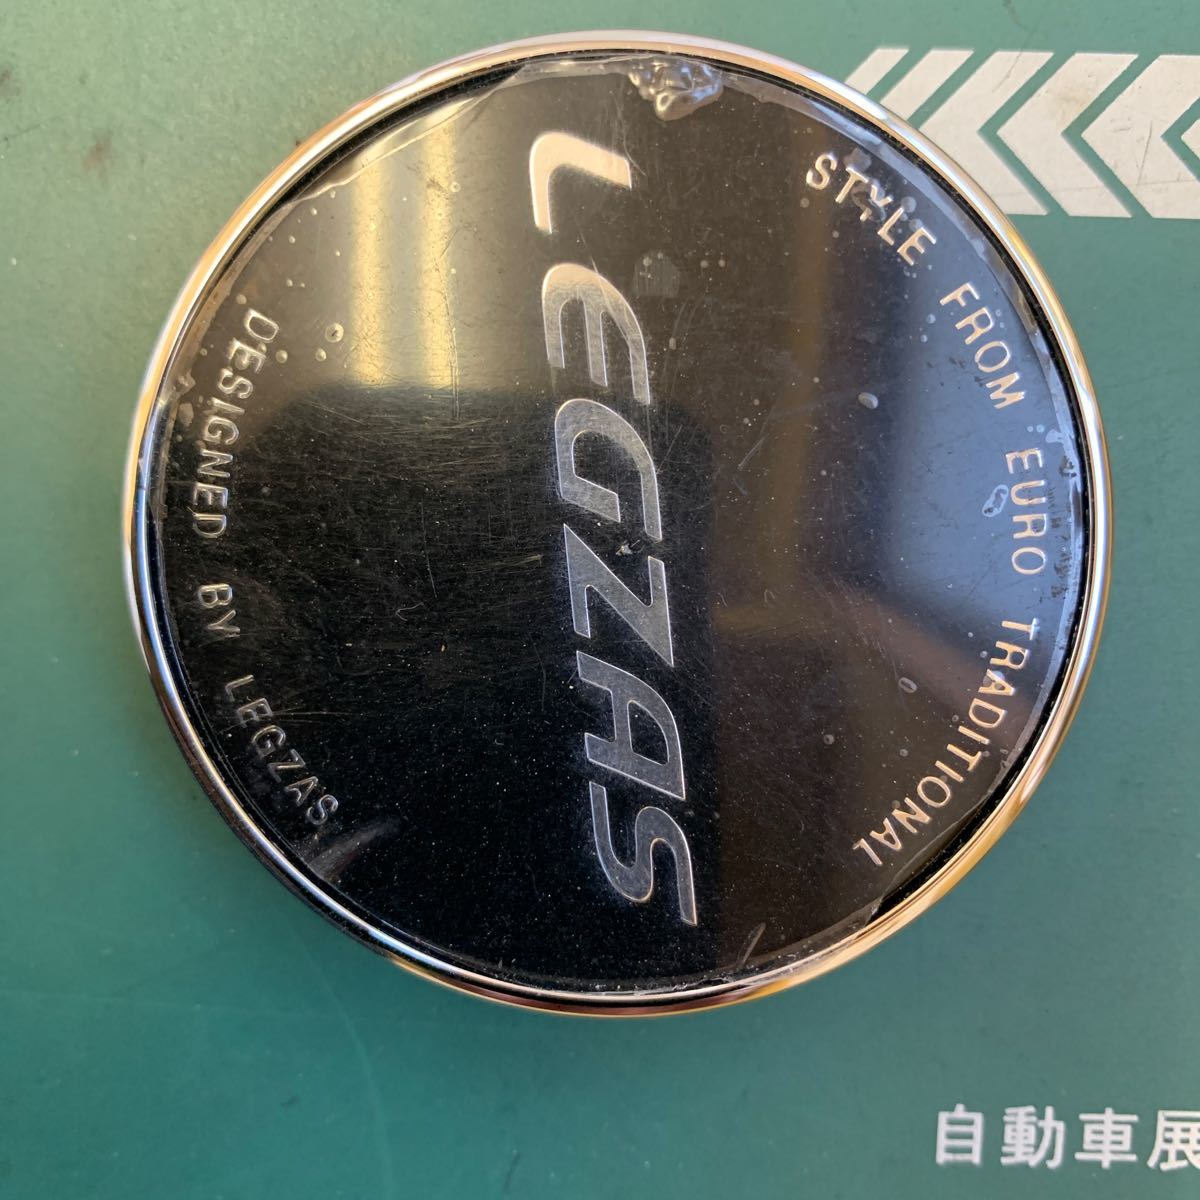 STYLE FROM EURO TRADITIONAL
LEGZAS
DESIGNED BY LEGZAS
自動車展